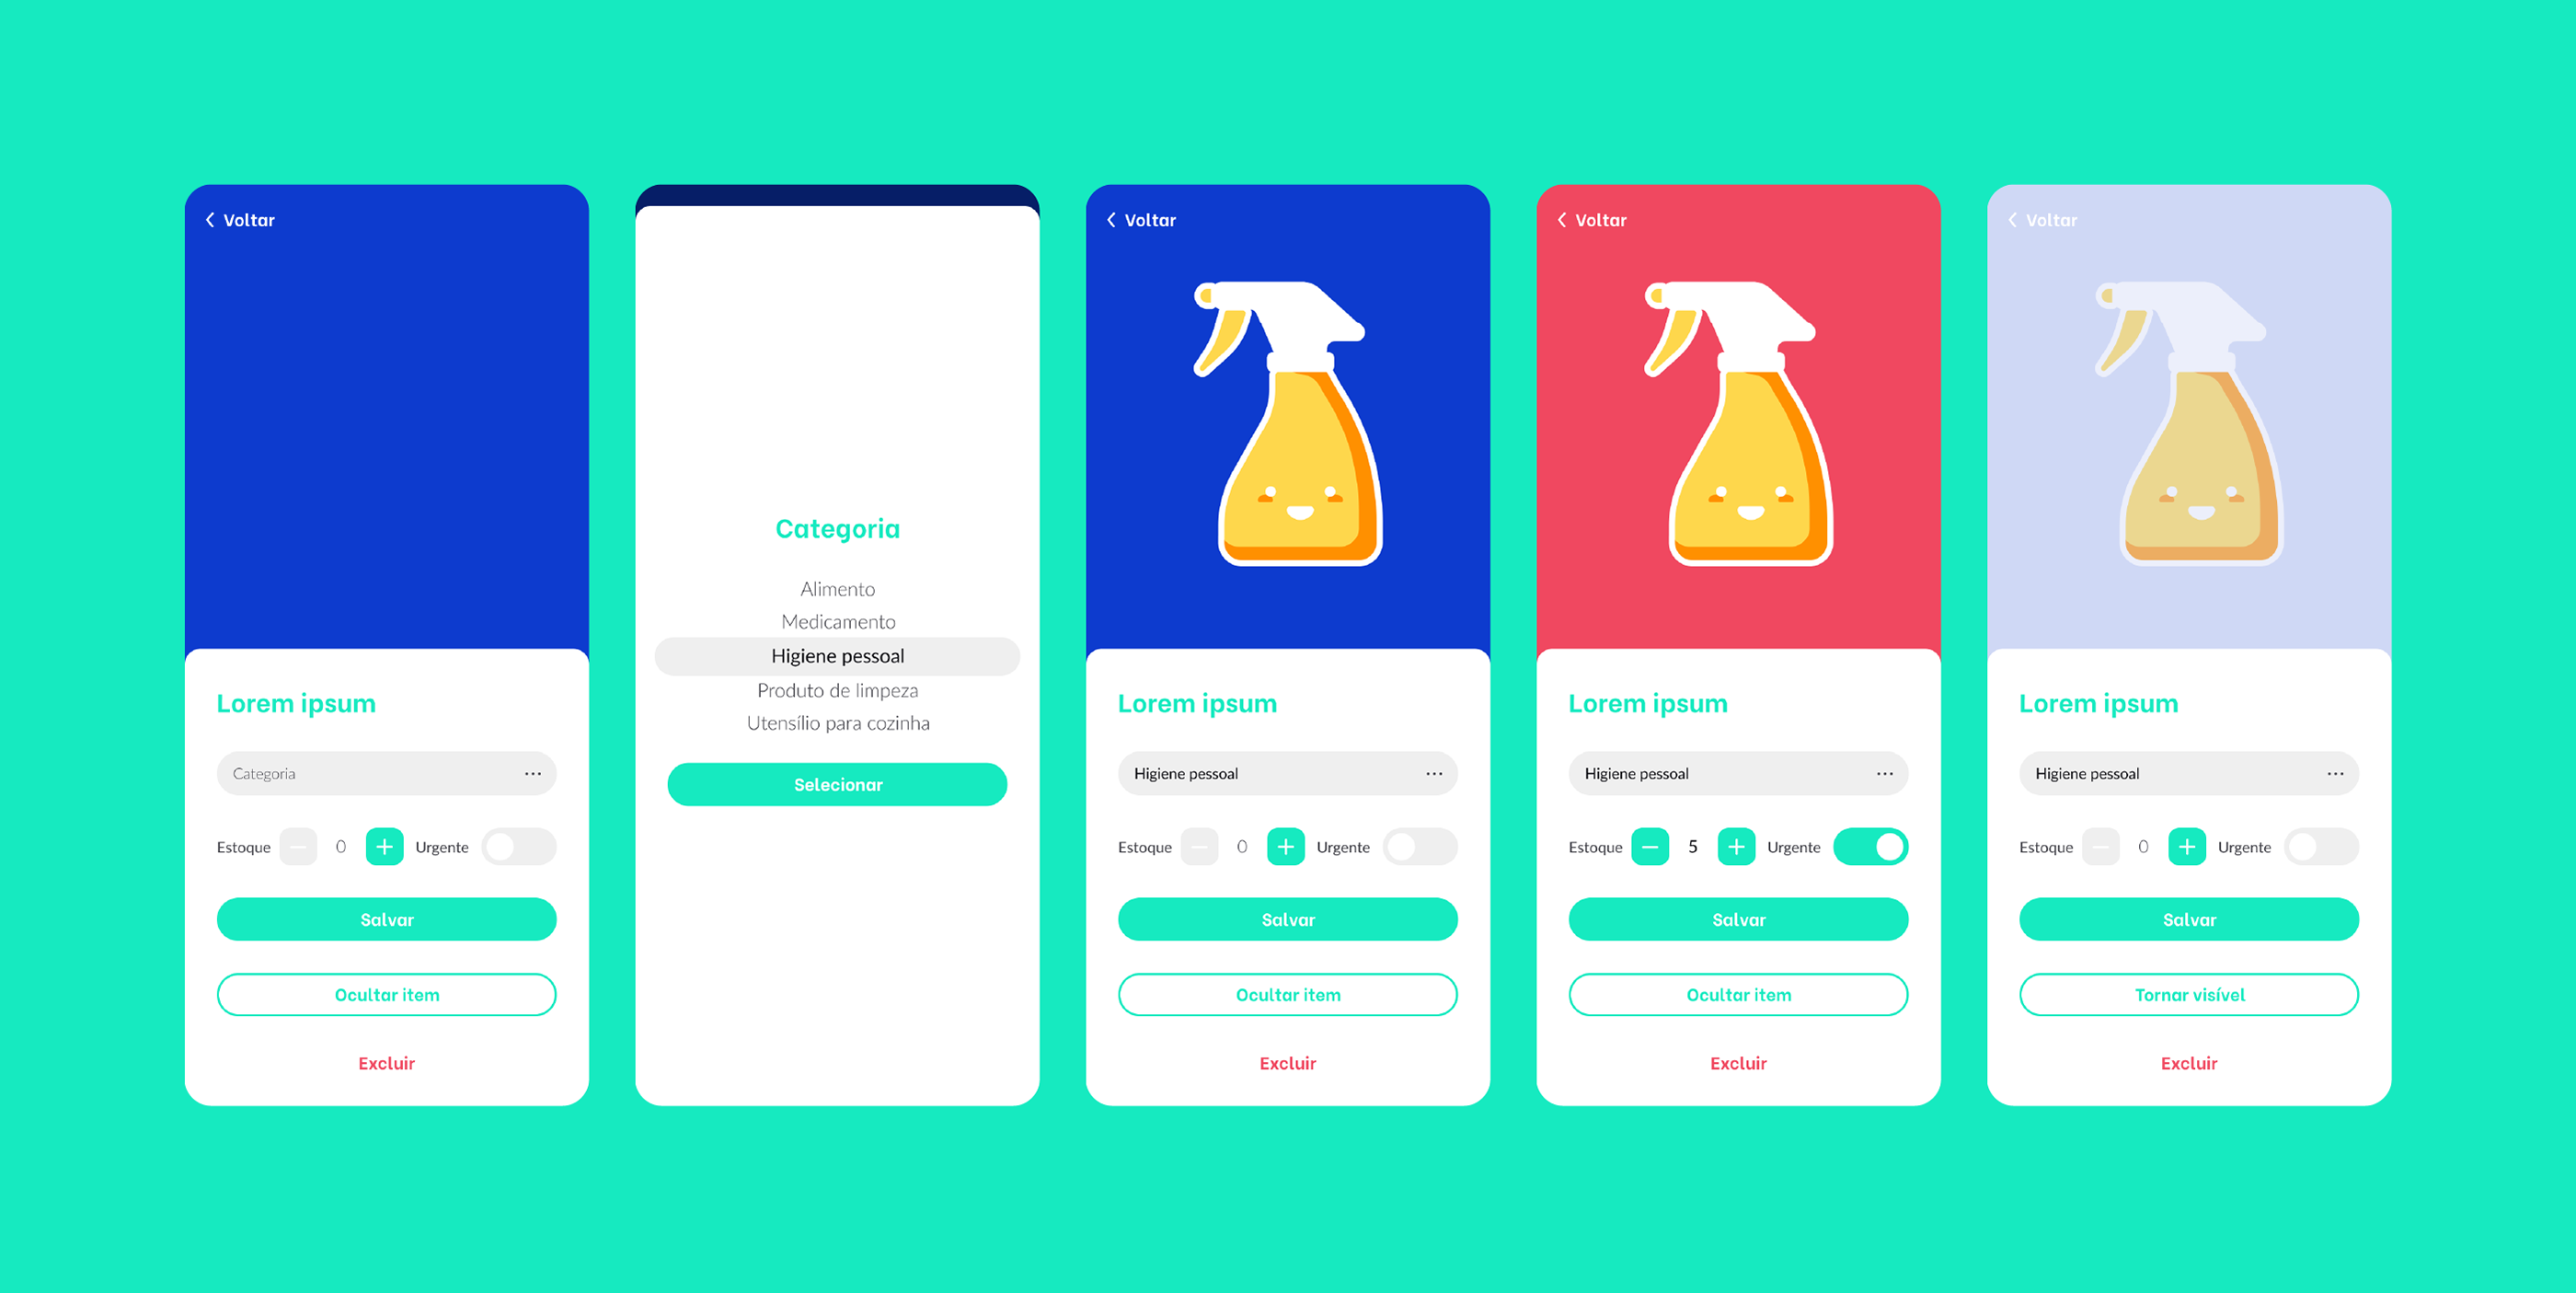 Voltar
Lorem ipsum
Categoria ...
Estoque 0 Urgente
Salvar
Ocultar item
Excluir
Categoria
Alimento
Medicamento
Higiene pessoal
Produto de limpeza
Utensílio para cozinha
Selecionar
Voltar
Lorem ipsum
Higiene pessoal ...
Estoque 0 Urgente
Salvar
Ocultar item
Excluir
Voltar
Lorem ipsum
Higiene pessoal ...
Estoque 5 Urgente
Salvar
Ocultar item
Excluir
Voltar
Lorem ipsum
Higiene pessoal ...
Estoque 0 Urgente
Salvar
Tornar visível
Excluir